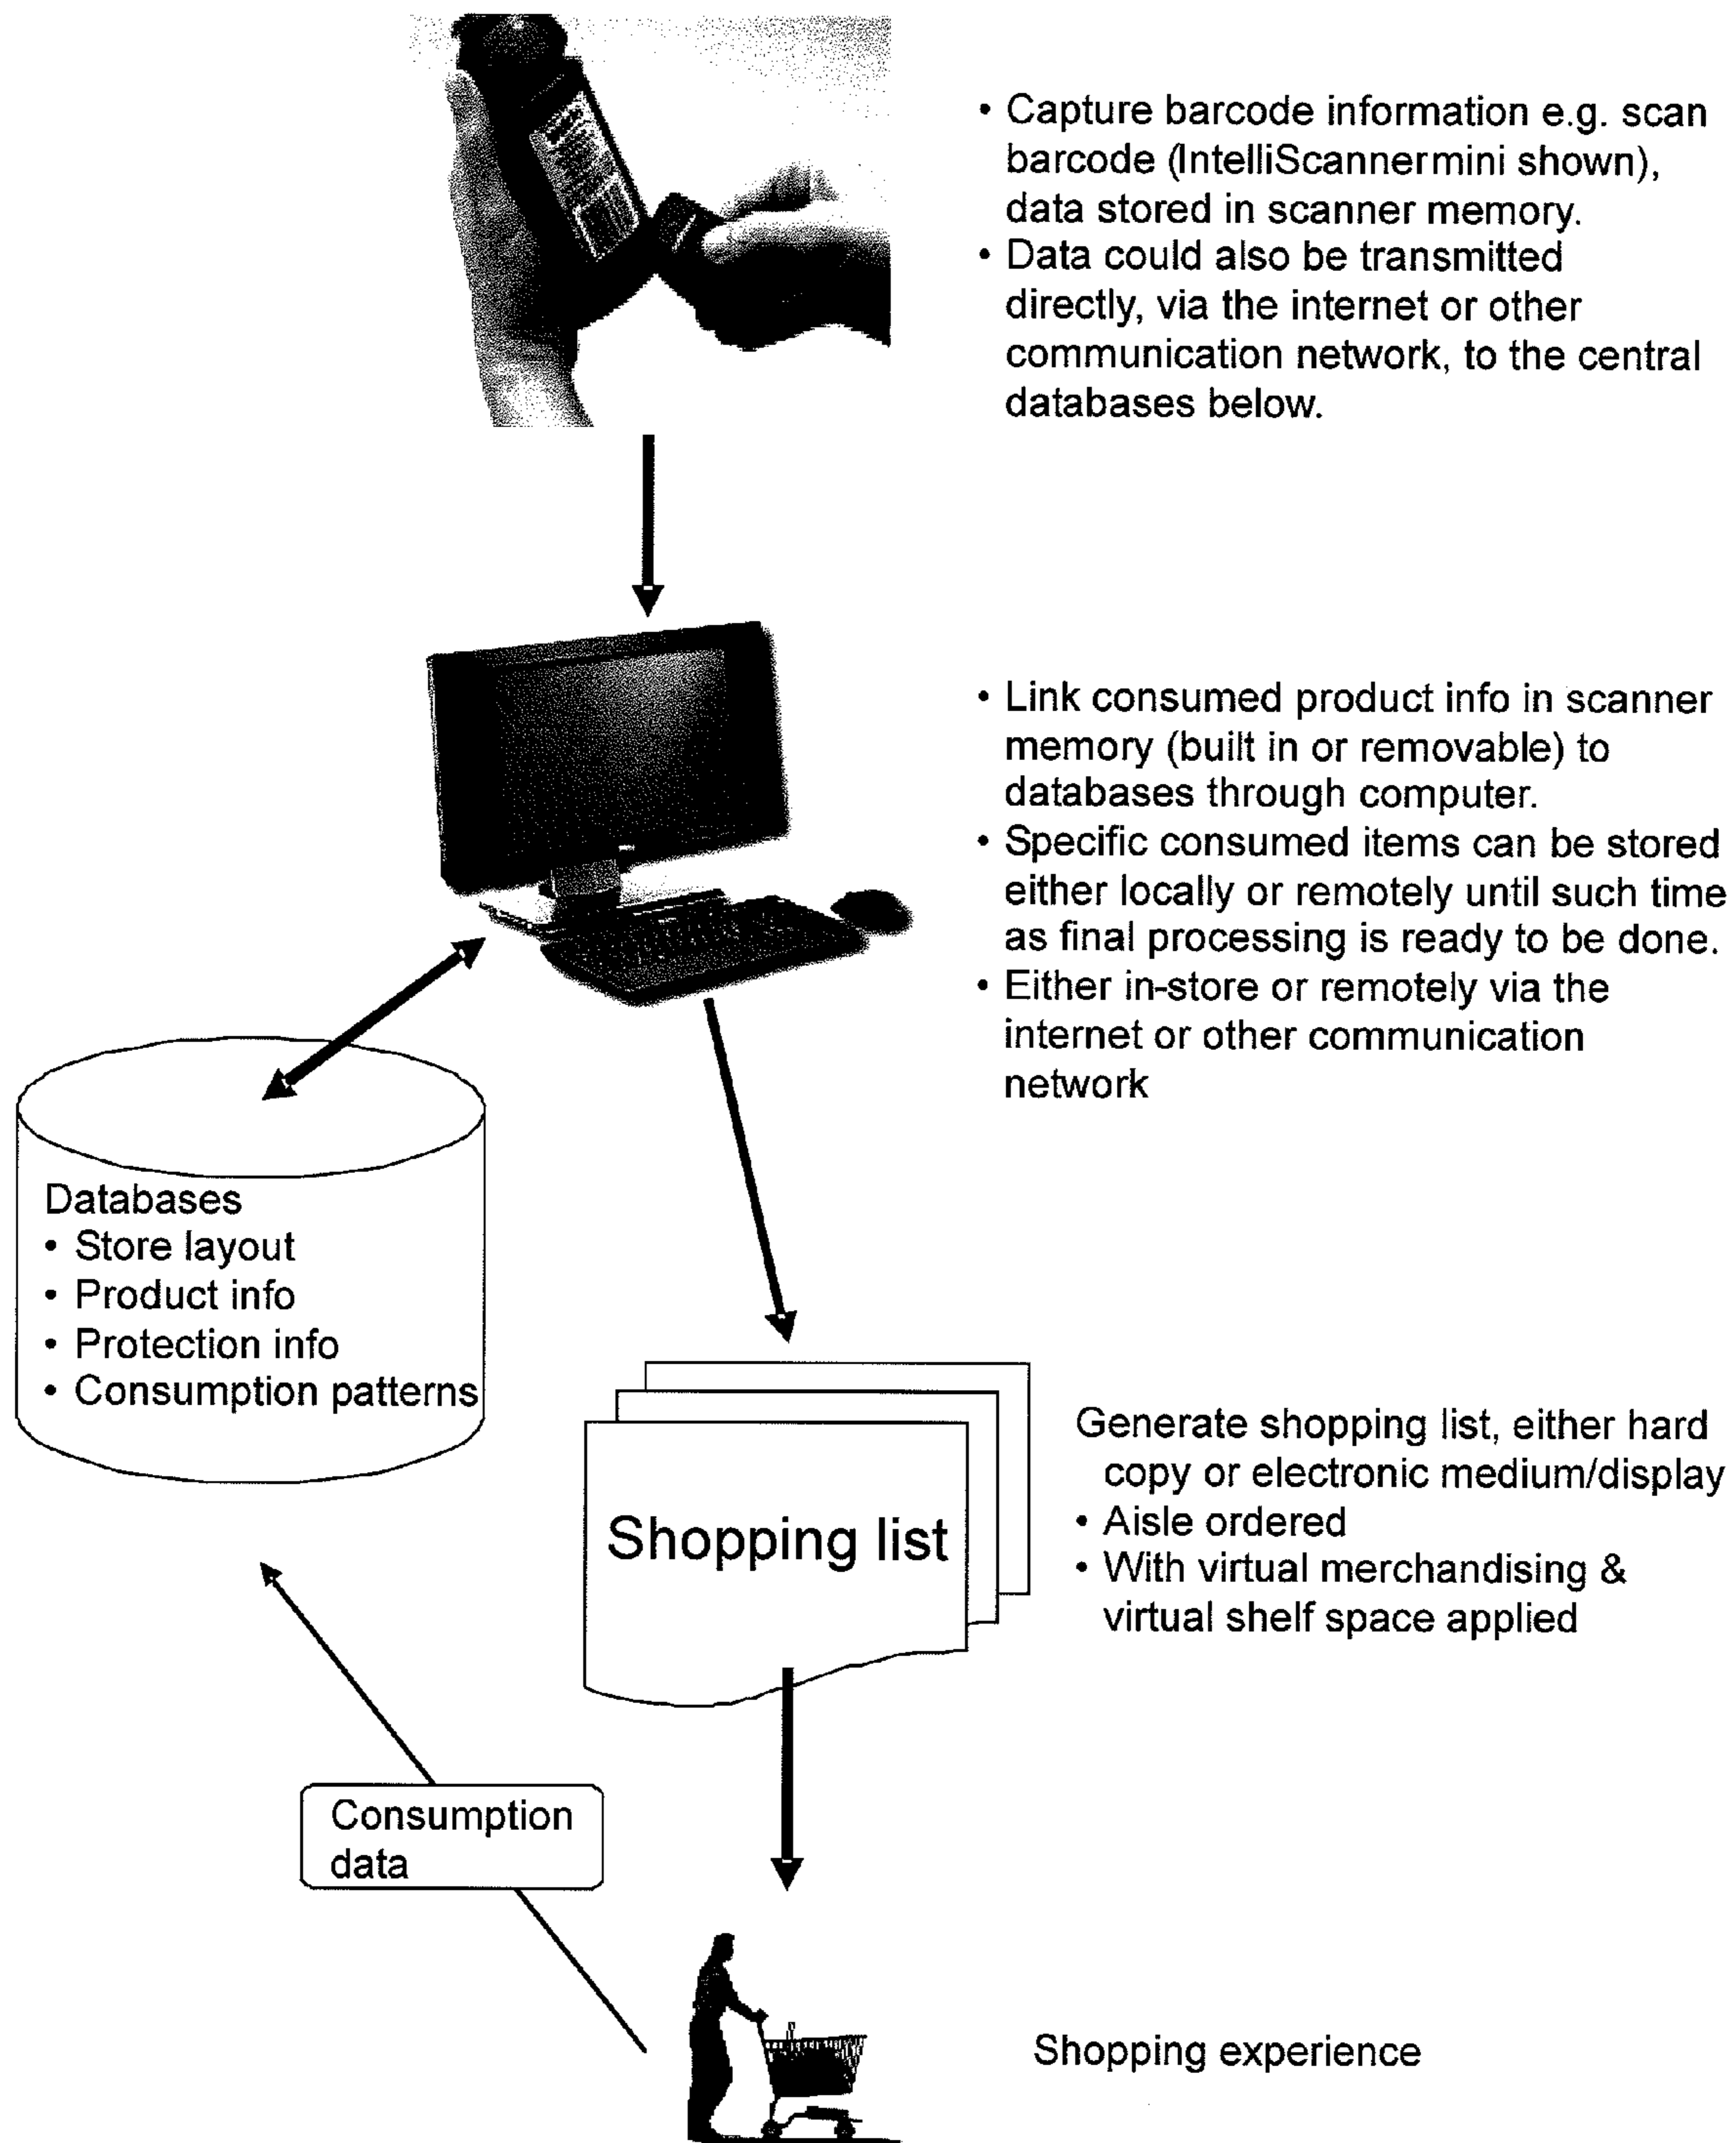 • Capture barcode information e.g. scan
barcode (IntelliScannermini shown),
data stored in scanner memory.
• Data could also be transmitted
directly, via the internet or other
communication network, to the central
databases below.
• Link consumed product info in scanner
memory (built in or removable) to
databases through computer.
• Specific consumed items can be stored
either locally or remotely until such time
as final processing is ready to be done.
• Either in-store or remotely via the
internet or other communication
network
Databases
• Store layout
• Product info
• Protection info
• Consumption patterns
Shopping list
Generate shopping list, either hard
copy or electronic medium/display
• Aisle ordered
• With virtual merchandising &
virtual shelf space applied
Consumption
data
Shopping experience